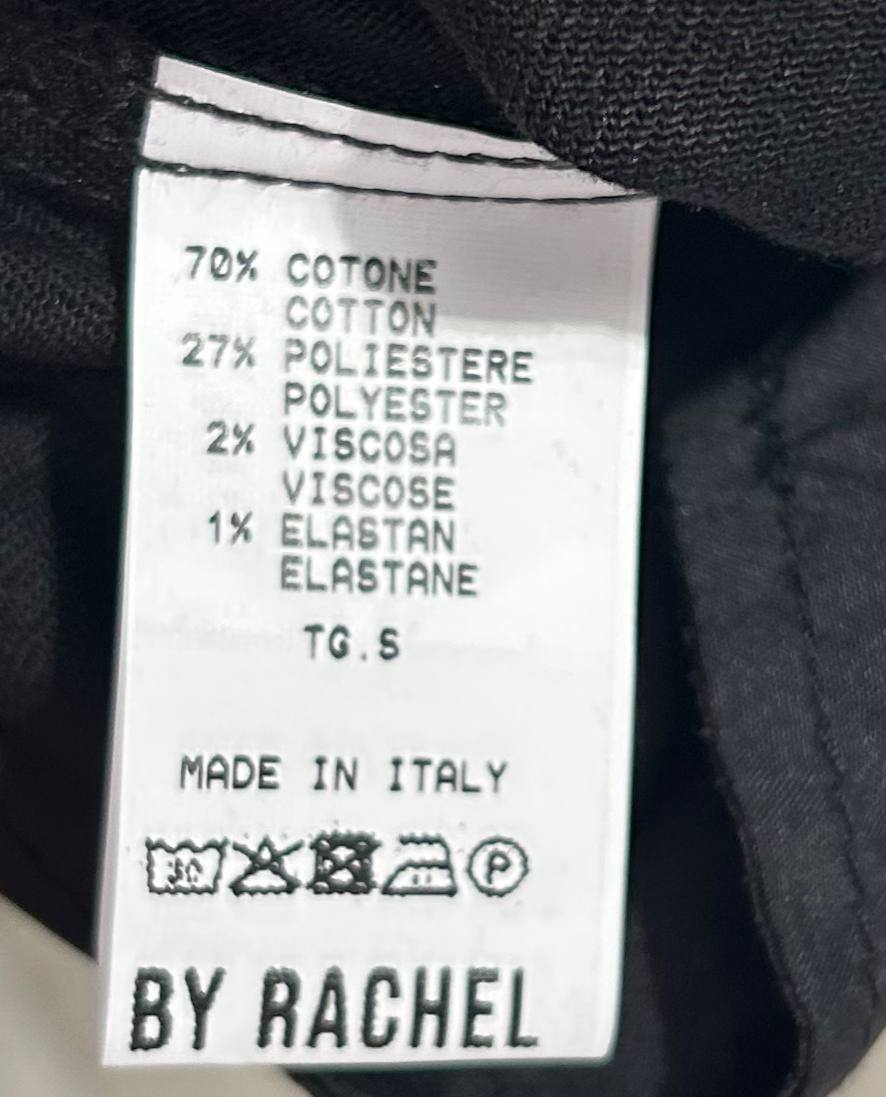 70% COTONE
COTTON
27% POLIESTERE
POLYESTER
2% VISCOSA
VISCOSE
1% ELASTAN
ELASTANE
TG.S
MADE IN ITALY
30 P
BY RACHEL